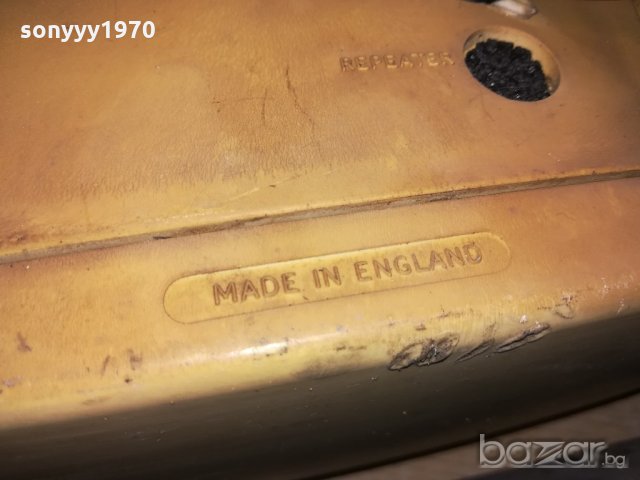 sonyyy1970
REPEATER
MADE IN ENGLAND
bazar.bg